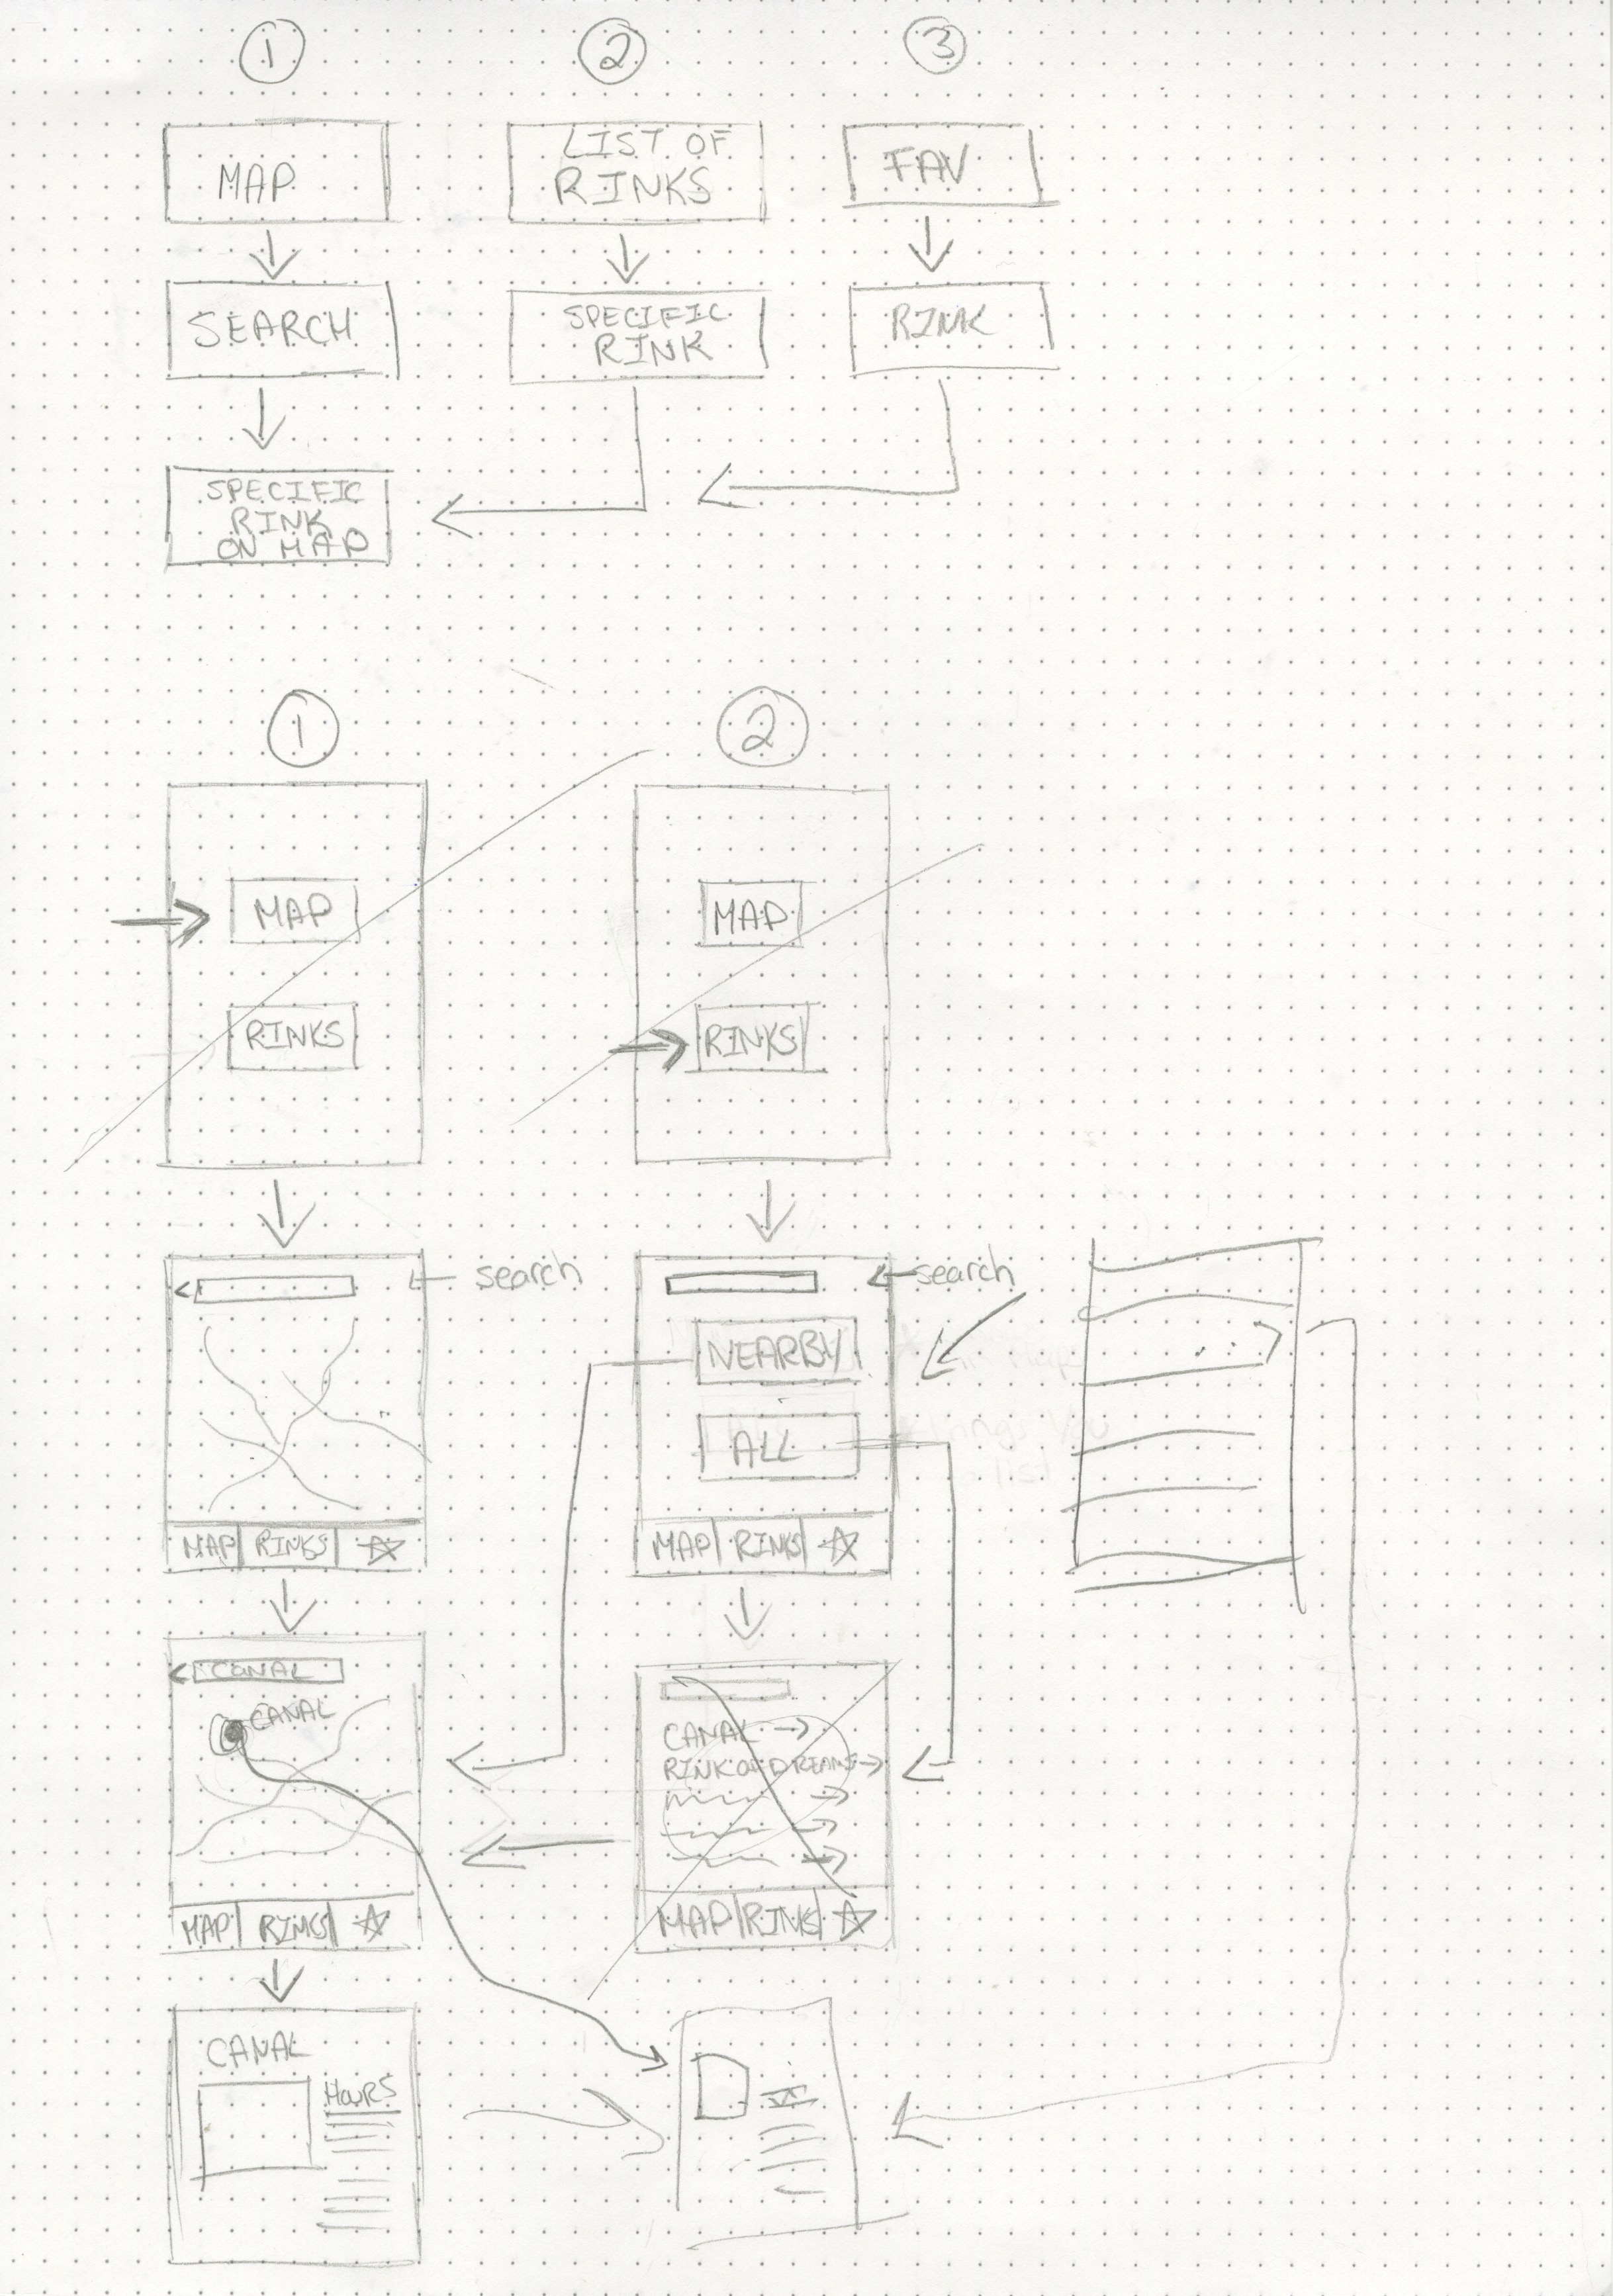 1
2
3
MAP
LIST OF
RINKS
FAV
SEARCH
SPECIFIC
RINK
RINK
SPECIFIC
RINK
ON MAP
1
2
MAP
MAP
RINKS
RINKS
search
search
NEARBY
ALL
MAP RINKS
MAP RINKS
CANAL
CANAL
CANAL
RINK OF DREAMS
MAP RINKS
MAP RINKS
CANAL
HOURS